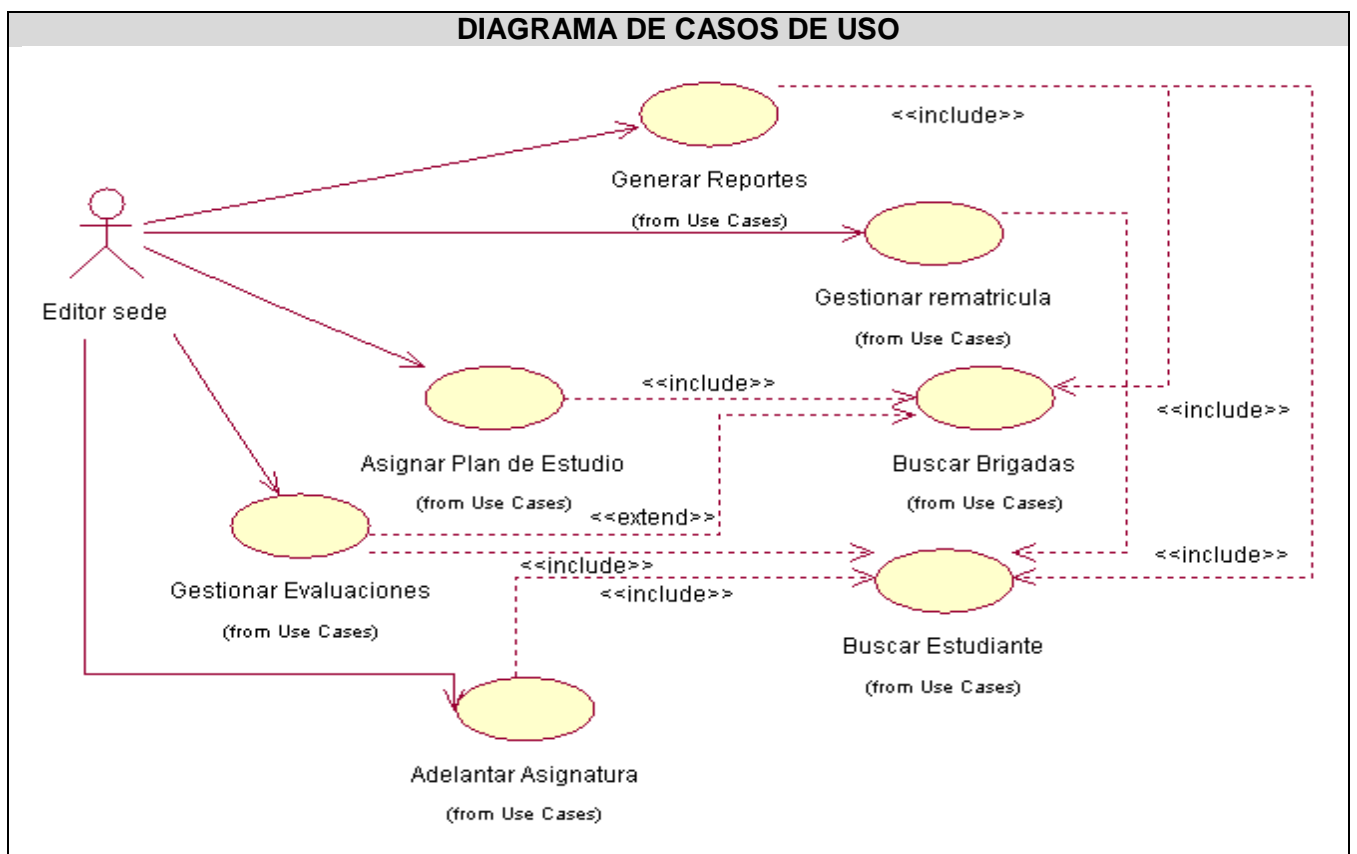 DIAGRAMA DE CASOS DE USO
<<include>>
Generar Reportes
(from Use Cases)
Editor sede
Gestionar rematricula
(from Use Cases)
<<include>>
<<include>>
Asignar Plan de Estudio
(from Use Cases)
Buscar Brigadas
(from Use Cases)
<<extend>>
<<include>>
<<include>>
<<include>>
Gestionar Evaluaciones
(from Use Cases)
Buscar Estudiante
(from Use Cases)
Adelantar Asignatura
(from Use Cases)